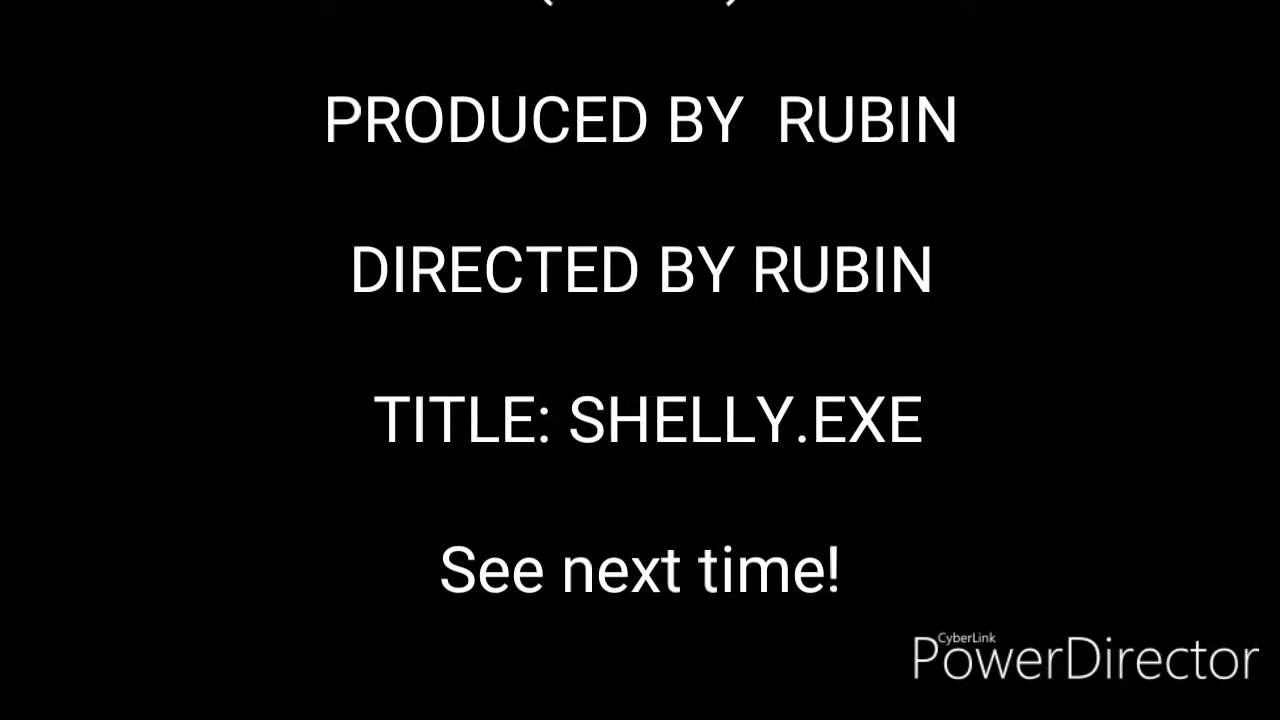 PRODUCED BY  RUBIN
DIRECTED BY RUBIN
TITLE: SHELLY.EXE
See next time!
CyberLink
PowerDirector